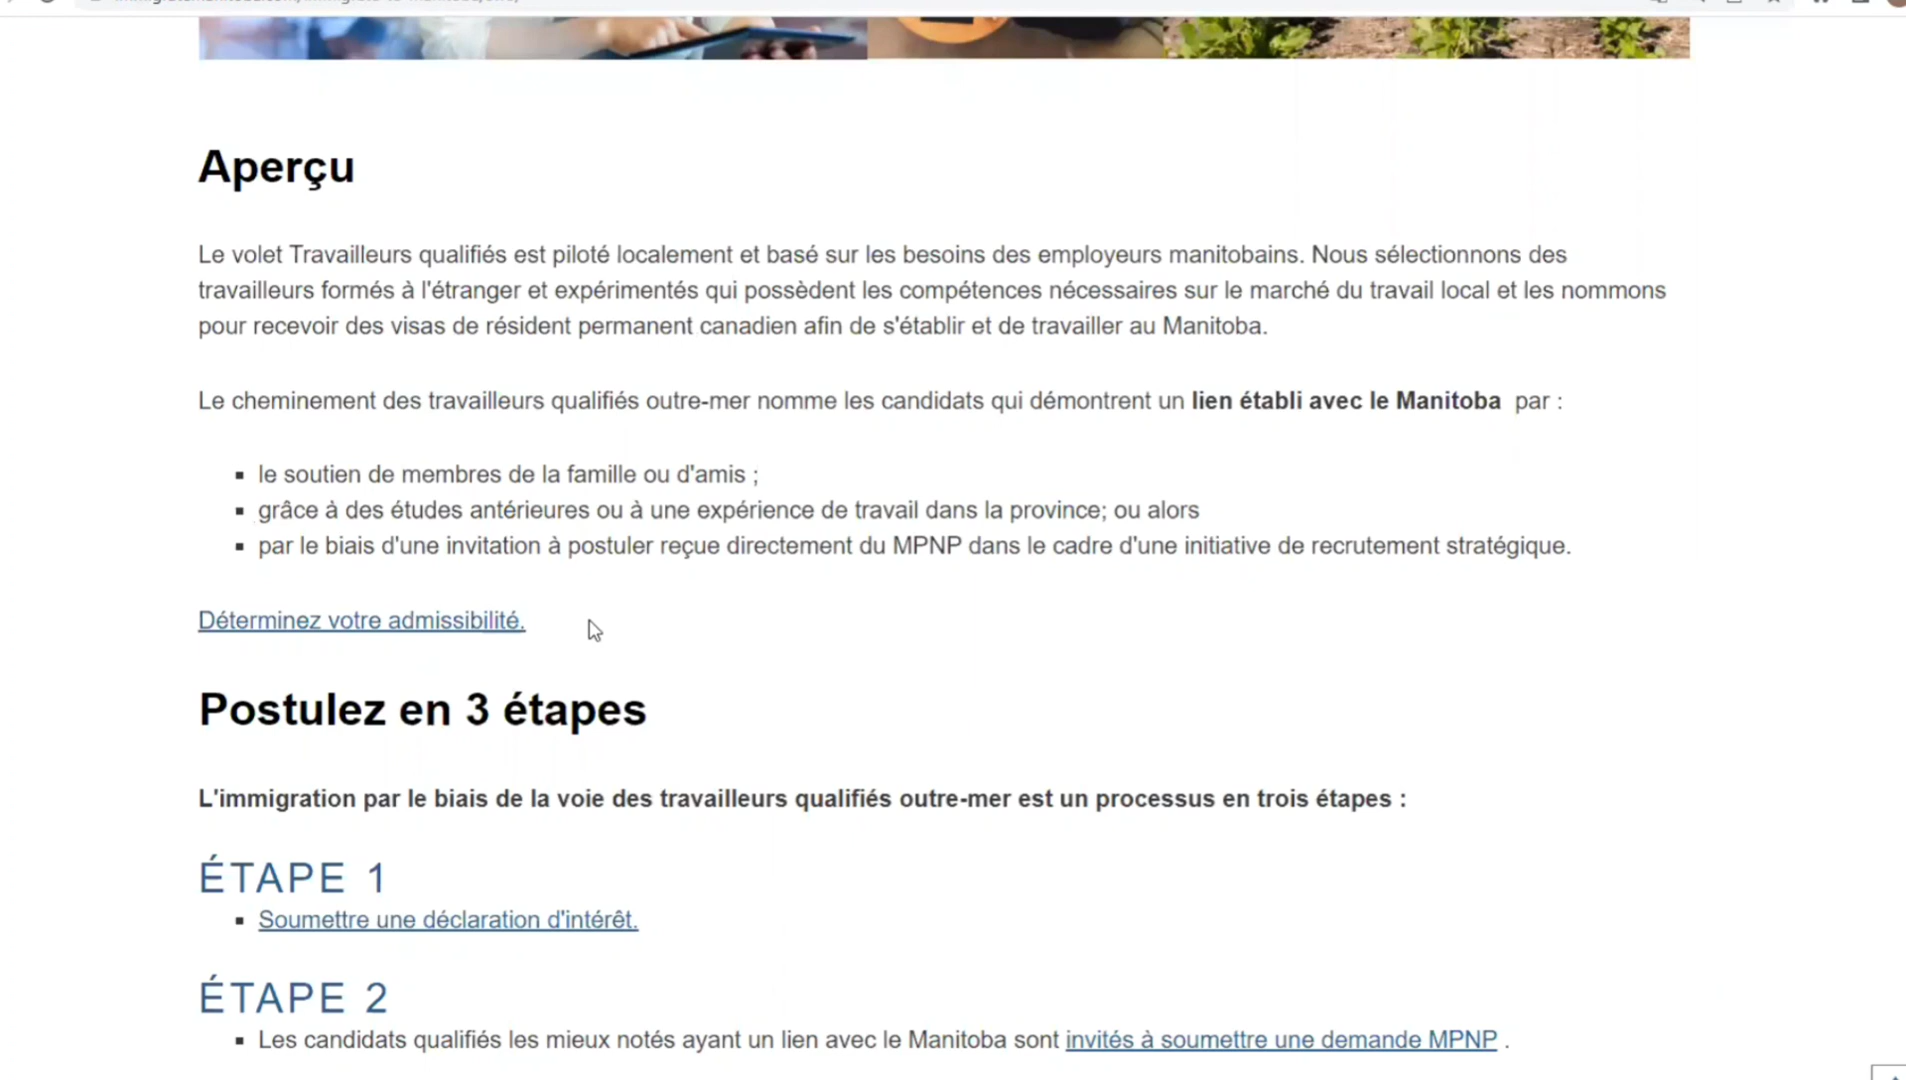 Aperçu
Le volet Travailleurs qualifiés est piloté localement et basé sur les besoins des employeurs manitobains. Nous sélectionnons des
travailleurs formés à l'étranger et expérimentés qui possèdent les compétences nécessaires sur le marché du travail local et les nommons
pour recevoir des visas de résident permanent canadien afin de s'établir et de travailler au Manitoba.
Le cheminement des travailleurs qualifiés outre-mer nomme les candidats qui démontrent un lien établi avec le Manitoba par :
le soutien de membres de la famille ou d'amis ;
grâce à des études antérieures ou à une expérience de travail dans la province; ou alors
par le biais d'une invitation à postuler reçue directement du MPNP dans le cadre d'une initiative de recrutement stratégique.
Déterminez votre admissibilité.
Postulez en 3 étapes
L'immigration par le biais de la voie des travailleurs qualifiés outre-mer est un processus en trois étapes :
ÉTAPE 1
Soumettre une déclaration d'intérêt.
ÉTAPE 2
Les candidats qualifiés les mieux notés ayant un lien avec le Manitoba sont invités à soumettre une demande MPNP .